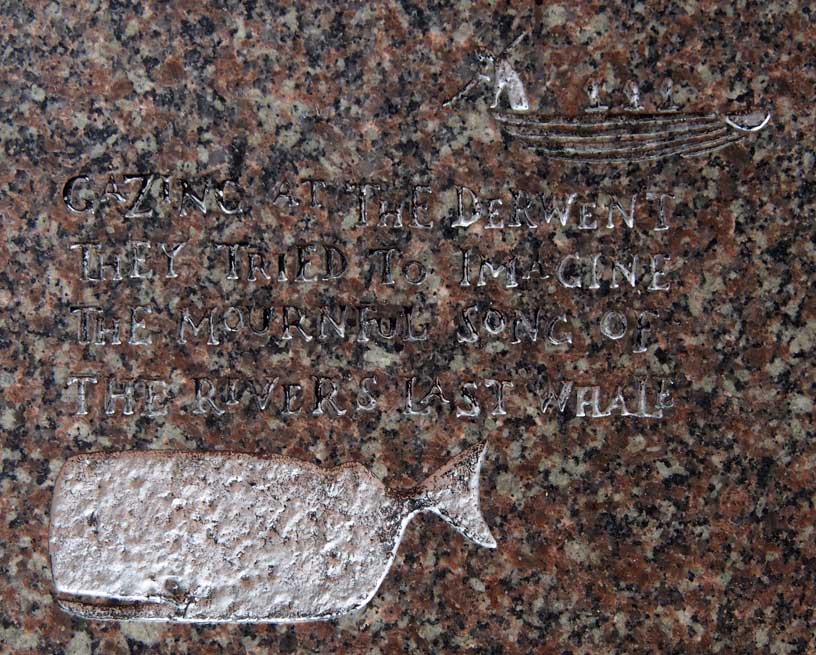 GAZING AT THE DERWENT
THEY TRIED TO IMAGINE
THE MOURNFUL SONG OF
THE RIVER'S LAST WHALE